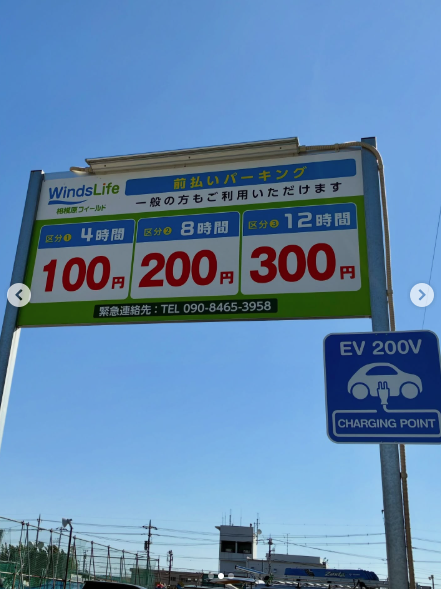 WindsLife
相模原フィールド
前払いパーキング
一般の方もご利用いただけます
区分① 4時間
100円
区分② 8時間
200円
区分③ 12時間
300円
緊急連絡先：TEL 090-8465-3958
EV 200V
CHARGING POINT